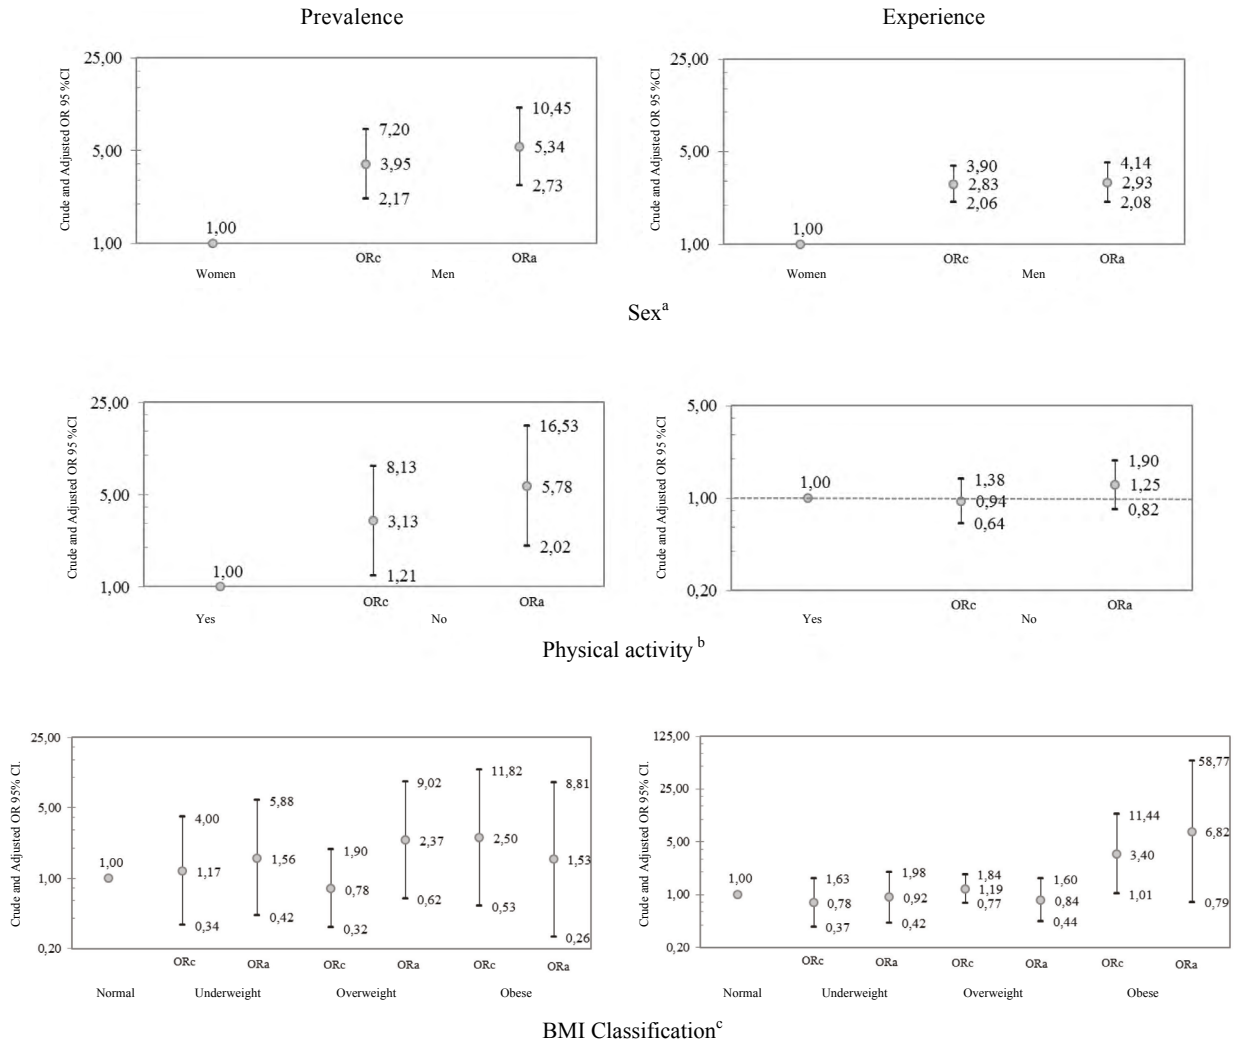 Prevalence
Experience
Crude and Adjusted OR 95 %CI
25,00
5,00
1,00
1,00
7,20
3,95
2,17
10,45
5,34
2,73
ORc
ORa
Women
Men
Crude and Adjusted OR 95 %CI
25,00
5,00
1,00
1,00
3,90
2,83
2,06
4,14
2,93
2,08
ORc
ORa
Women
Men
Sexᵃ
Crude and Adjusted OR 95 %CI
25,00
5,00
1,00
1,00
8,13
3,13
1,21
16,53
5,78
2,02
ORc
ORa
Yes
No
Crude and Adjusted OR 95 %CI
5,00
1,00
0,20
1,00
1,38
0,94
0,64
1,90
1,25
0,82
ORc
ORa
Yes
No
Physical activity ᵇ
Crude and Adjusted OR 95% CI.
25,00
5,00
1,00
0,20
1,00
4,00
1,17
0,34
5,88
1,56
0,42
1,90
0,78
0,32
9,02
2,37
0,62
11,82
2,50
0,53
8,81
1,53
0,26
ORc
ORa
ORc
ORa
ORc
ORa
Normal
Underweight
Overweight
Obese
Crude and Adjusted OR 95% CI.
125,00
25,00
5,00
1,00
0,20
1,00
1,63
0,78
0,37
1,98
0,92
0,42
1,84
1,19
0,77
1,60
0,84
0,44
11,44
3,40
1,01
58,77
6,82
0,79
ORc
ORa
ORc
ORa
ORc
ORa
Normal
Underweight
Overweight
Obese
BMI Classificationᶜ